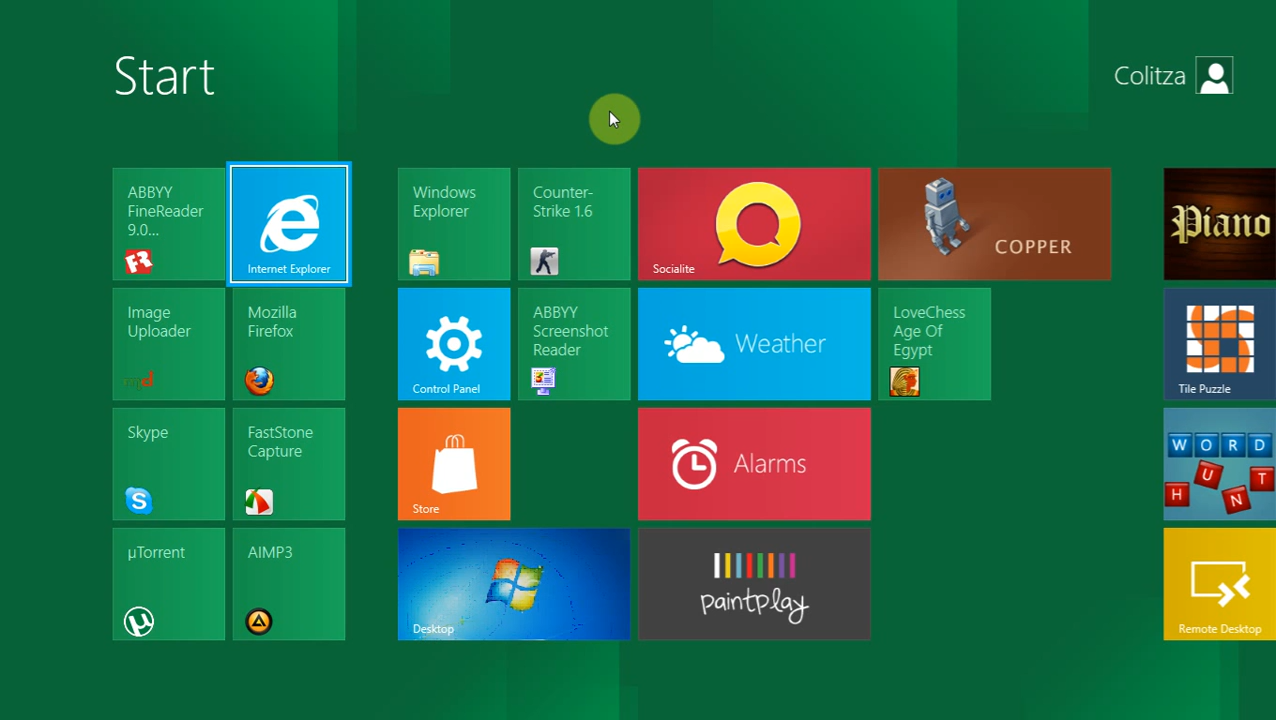 Start
Colitza
ABBYY
FineReader
9.0...
Internet Explorer
Image
Uploader
Mozilla
Firefox
Skype
FastStone
Capture
µTorrent
AIMP3
Windows
Explorer
Counter-
Strike 1.6
Socialite
COPPER
Control Panel
ABBYY
Screenshot
Reader
Weather
LoveChess
Age Of
Egypt
Store
Alarms
Desktop
paintplay
Piano
Tile Puzzle
WORD
HUNT
Remote Desktop